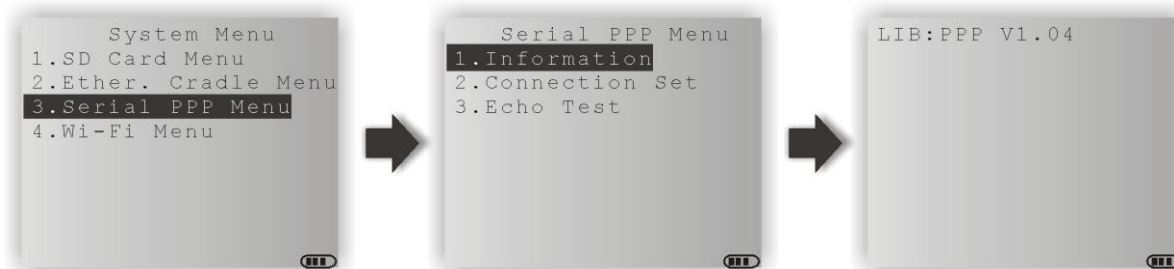 System Menu
1.SD Card Menu
2.Ether. Cradle Menu
3.Serial PPP Menu
4.Wi-Fi Menu
Serial PPP Menu
1.Information
2.Connection Set
3.Echo Test
LIB:PPP V1.04